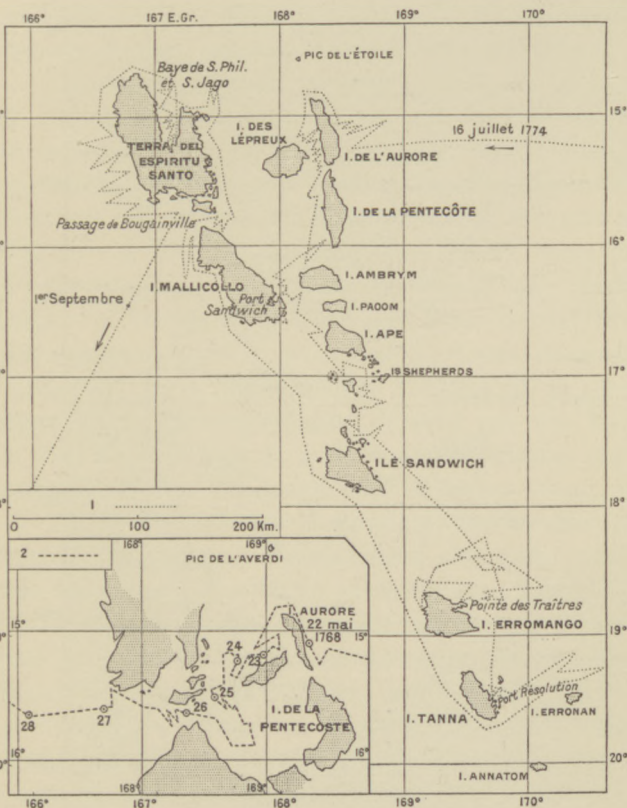 166° 167 E.Gr. 168° 169° 170°
Baye de S. Phil.
et S. Jago
PIC DE L'ÉTOILE
15° 15°
16 juillet 1774
I. DES
LÉPREUX
TERRA DEL
ESPIRITU
SANTO
I. DE L'AURORE
I. DE LA PENTECÔTE
Passage de Bougainville
16° 16°
I. AMBRYM
I. MALLICOLLO
1er Septembre
Port
Sandwich
I. PAOOM
I. APE
IS SHEPHERDS
17° 17°
ILE SANDWICH
1
0 100 200 Km.
18°
2
168° 169°
PIC DE L'AVERDI
AURORE
22 mai
1768
Pointe des Traîtres
I. ERROMANGO
15° 15°
19°
24
23
25
26
27
28
I. DE LA
PENTECOSTE
Port Résolution
I. TANNA
I. ERRONAN
16° 16°
I. ANNATOM
20°
168° 169°
166° 167° 168° 169° 170°